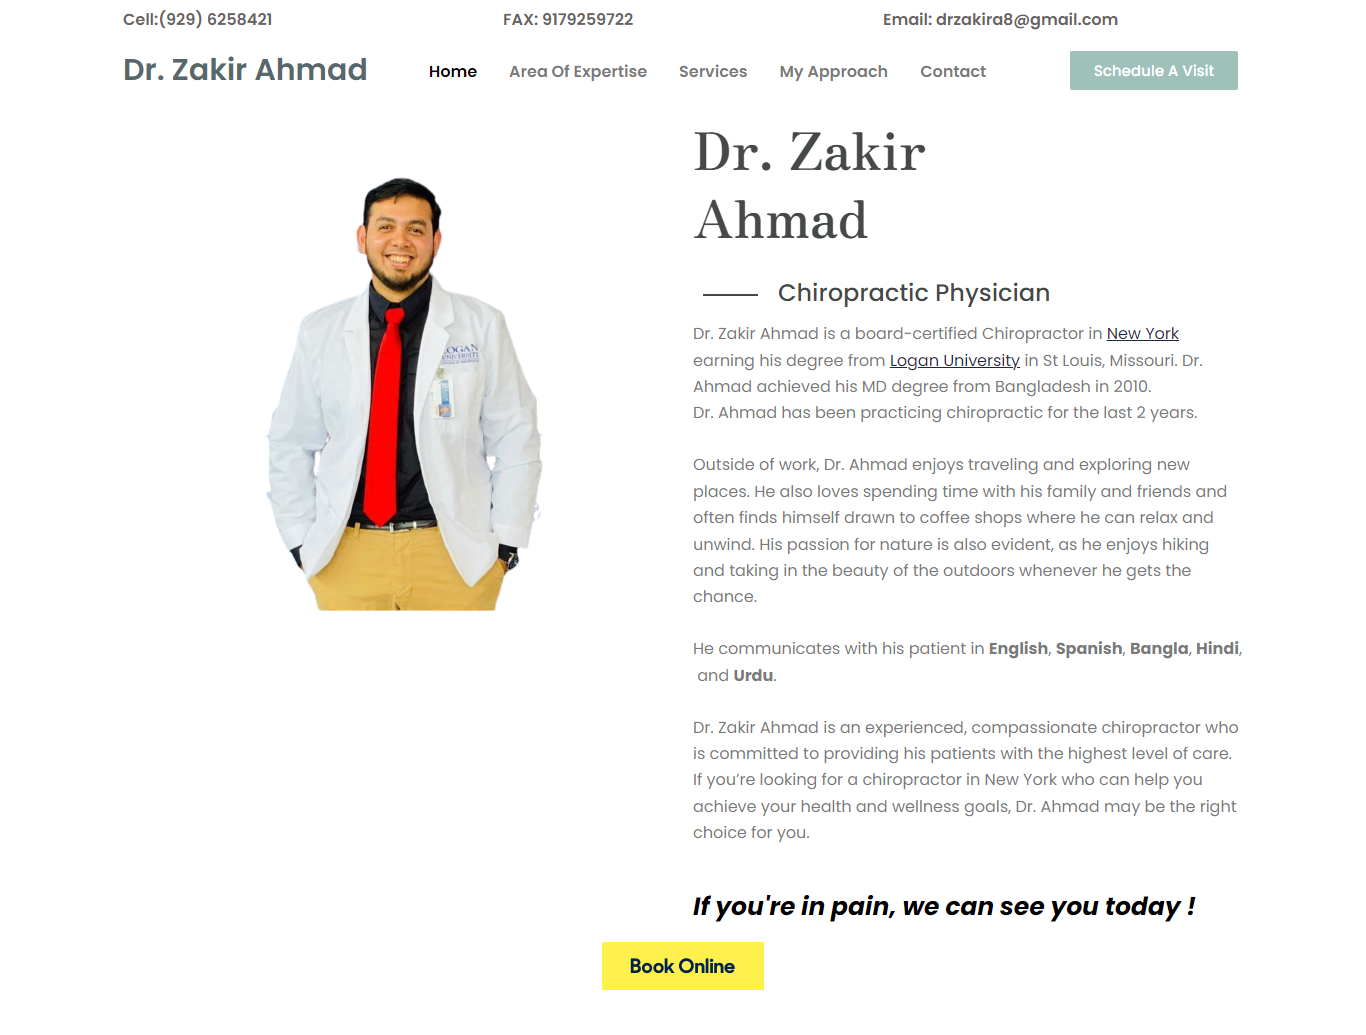 Cell:(929) 6258421
FAX: 9179259722
Email: drzakira8@gmail.com
Dr. Zakir Ahmad
Home
Area Of Expertise
Services
My Approach
Contact
Schedule A Visit
OGAN
UNIVERSITY
Dr. Zakir
Ahmad
Chiropractic Physician
Dr. Zakir Ahmad is a board-certified Chiropractor in New York
earning his degree from Logan University in St Louis, Missouri. Dr.
Ahmad achieved his MD degree from Bangladesh in 2010.
Dr. Ahmad has been practicing chiropractic for the last 2 years.
Outside of work, Dr. Ahmad enjoys traveling and exploring new
places. He also loves spending time with his family and friends and
often finds himself drawn to coffee shops where he can relax and
unwind. His passion for nature is also evident, as he enjoys hiking
and taking in the beauty of the outdoors whenever he gets the
chance.
He communicates with his patient in English, Spanish, Bangla, Hindi,
and Urdu.
Dr. Zakir Ahmad is an experienced, compassionate chiropractor who
is committed to providing his patients with the highest level of care.
If you’re looking for a chiropractor in New York who can help you
achieve your health and wellness goals, Dr. Ahmad may be the right
choice for you.
If you're in pain, we can see you today !
Book Online